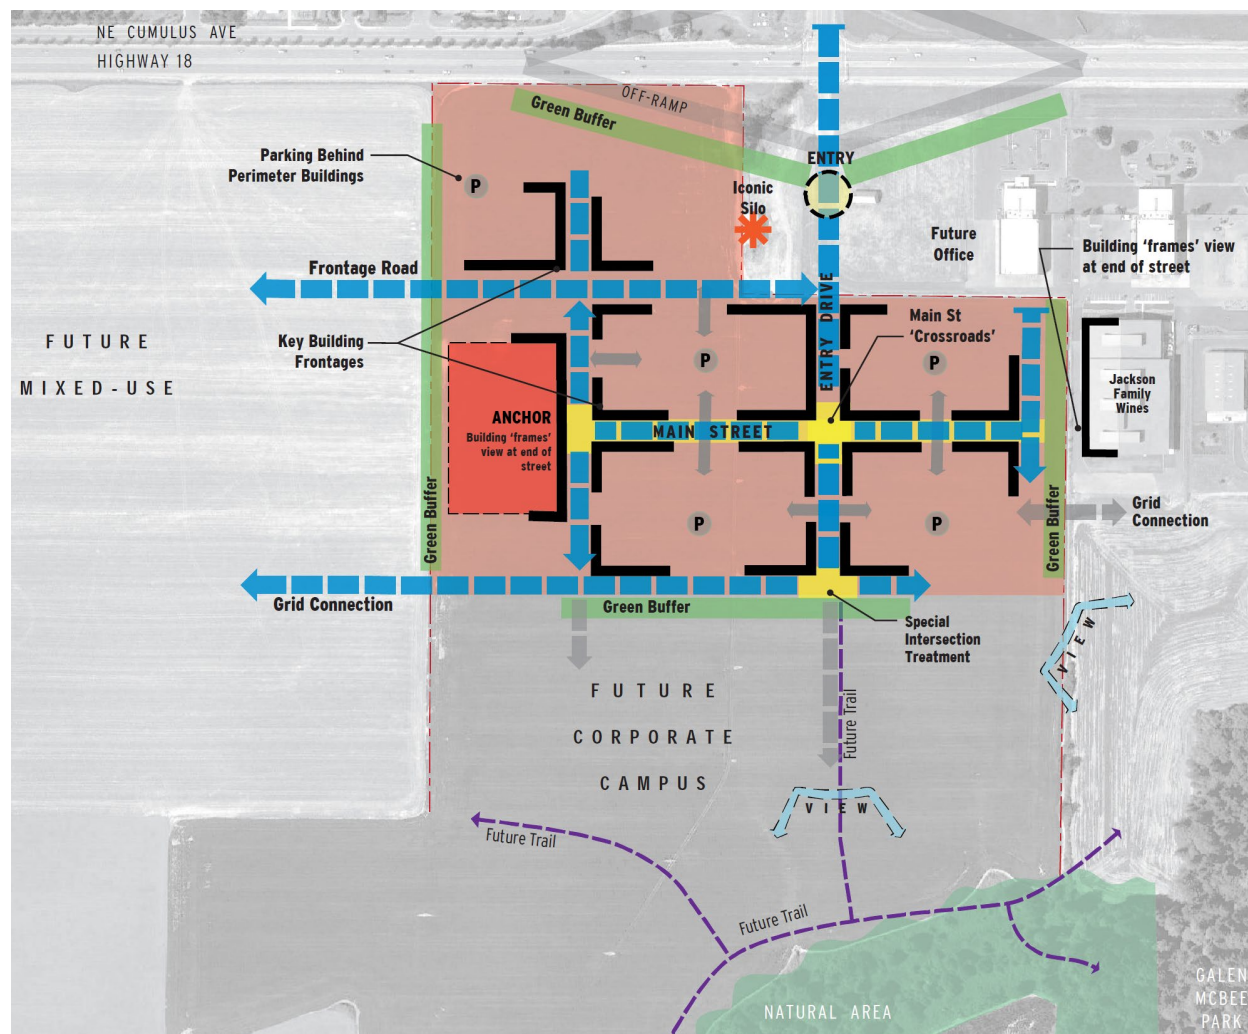 NE CUMULUS AVE
HIGHWAY 18
OFF-RAMP
Green Buffer
Parking Behind
Perimeter Buildings
P
ENTRY
Iconic
Silo
Future
Office
Building ‘frames’ view
at end of street
Frontage Road
ENTRY DRIVE
Main St
‘Crossroads’
FUTURE
MIXED-USE
Key Building
Frontages
P
P
Jackson
Family
Wines
ANCHOR
Building ‘frames’
view at end of
street
MAIN STREET
Green Buffer
P
P
Green Buffer
Grid
Connection
Grid Connection
Green Buffer
Special
Intersection
Treatment
VIEW
FUTURE
CORPORATE
CAMPUS
Future Trail
VIEW
Future Trail
Future Trail
NATURAL AREA
GALEN
MCBEE
PARK